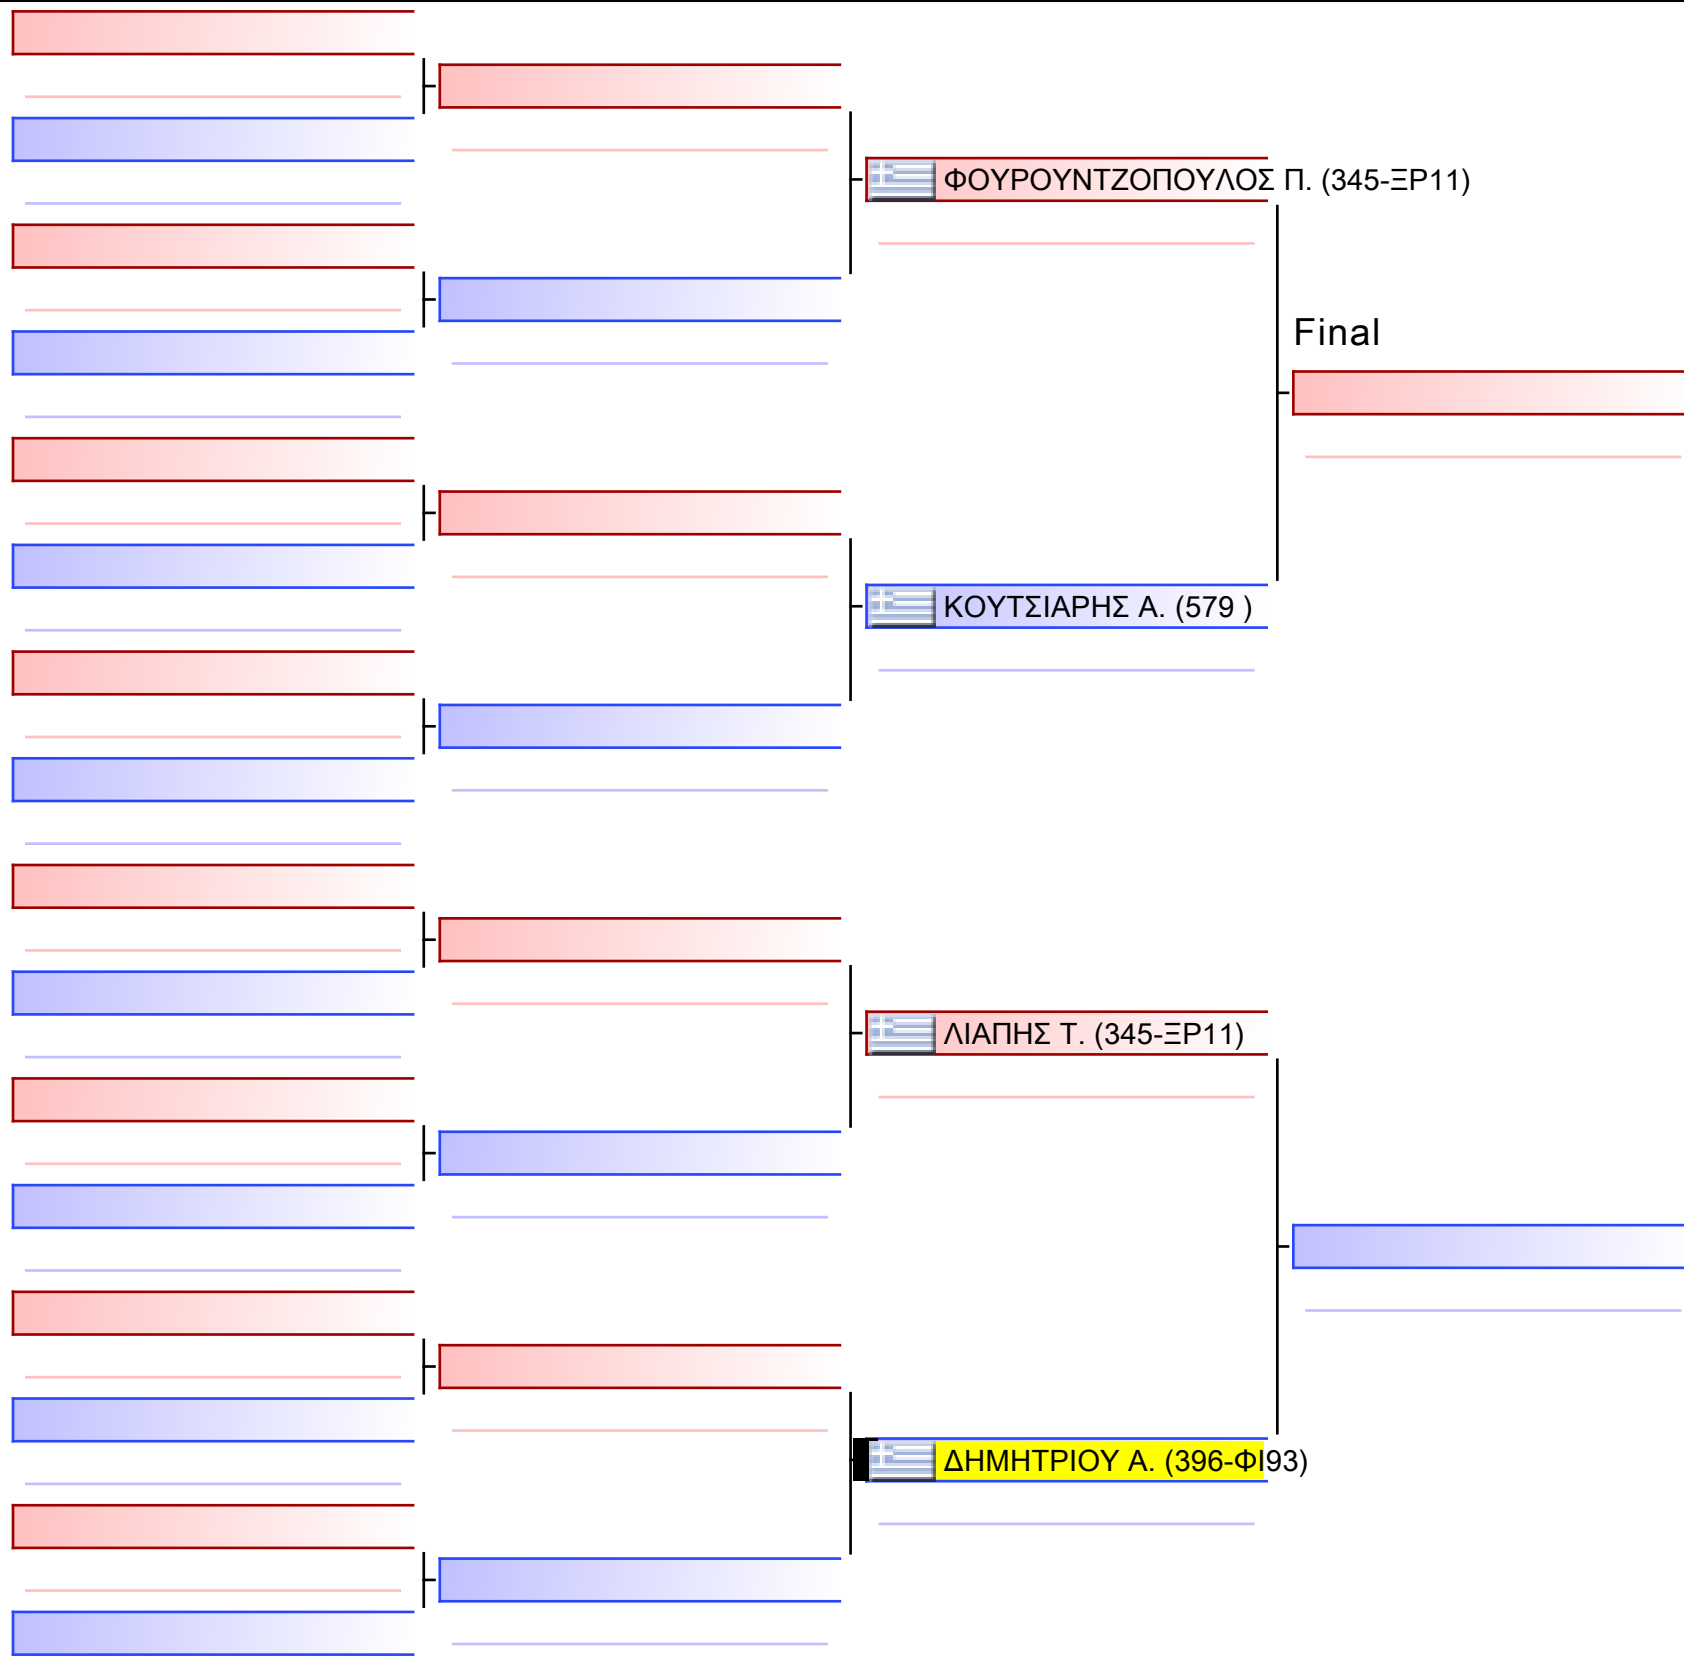 ΦΟΥΡΟΥΝΤΖΟΠΟΥΛΟΣ Π. (345-ΞΡ11)
Final
ΚΟΥΤΣΙΑΡΗΣ Α. (579 )
ΛΙΑΠΗΣ Τ. (345-ΞΡ11)
ΔΗΜΗΤΡΙΟΥ Α. (396-ΦΙ93)